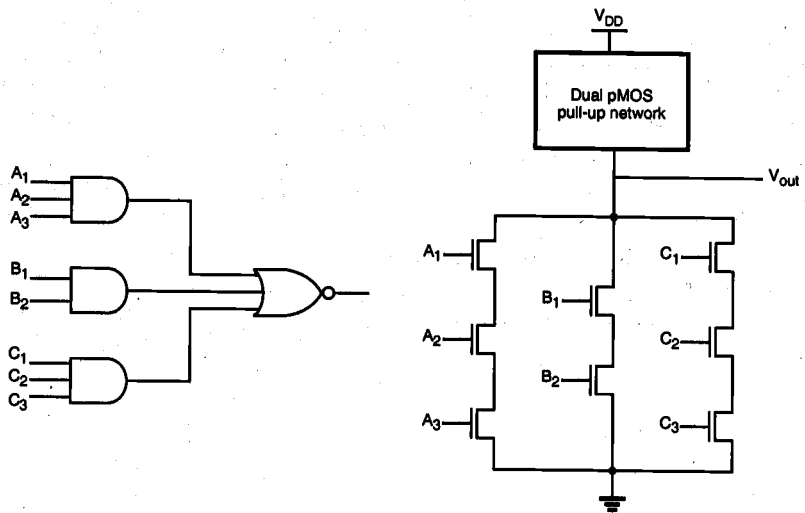 A1
A2
A3
B1
B2
C1
C2
C3
VDD
Dual pMOS
pull-up network
Vout
A1
A2
A3
B1
B2
C1
C2
C3